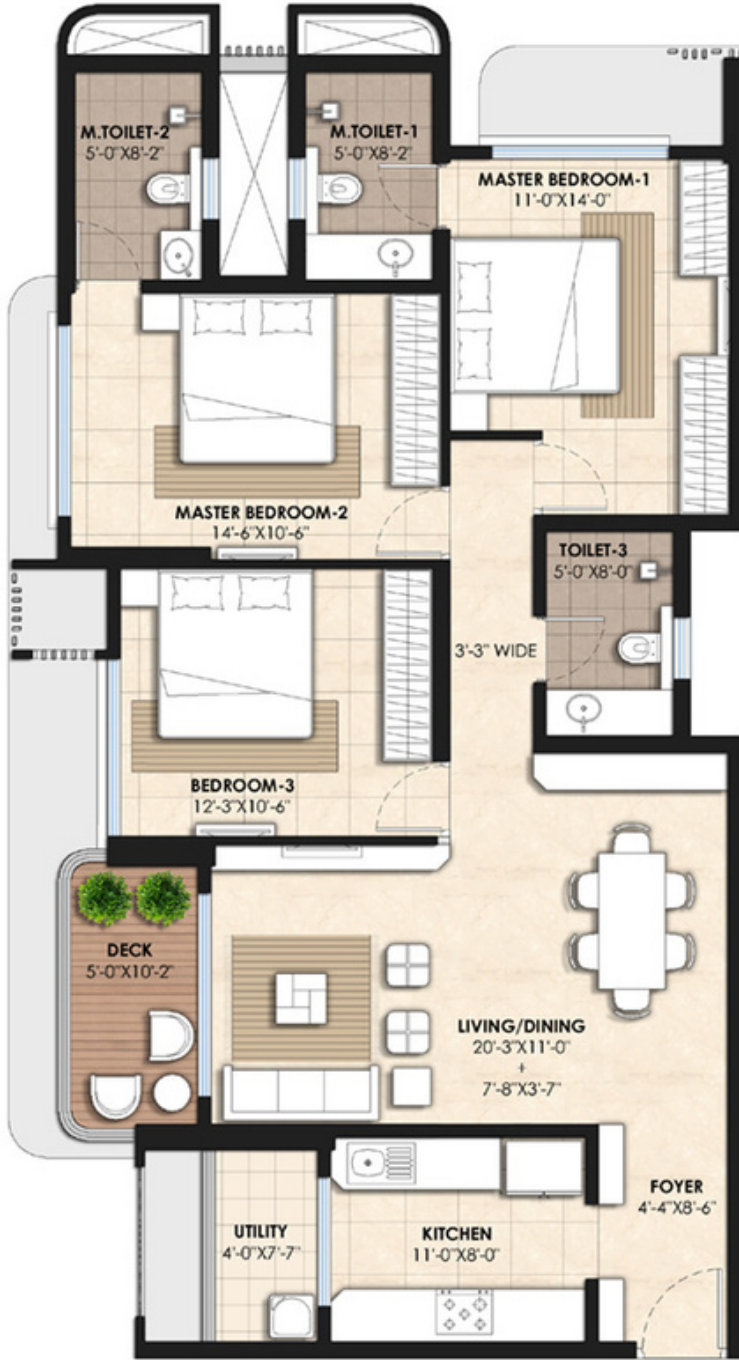 M.TOILET-2
5'-0"X8'-2"
M.TOILET-1
5'-0"X8'-2"
MASTER BEDROOM-1
11'-0"X14'-0"
MASTER BEDROOM-2
14'-6"X10'-6"
TOILET-3
5'-0"X8'-0"
3'-3" WIDE
BEDROOM-3
12'-3"X10'-6"
DECK
5'-0"X10'-2"
LIVING/DINING
20'-3"X11'-0"
+
7'-8"X3'-7"
FOYER
4'-4"X8'-6"
UTILITY
4'-0"X7'-7"
KITCHEN
11'-0"X8'-0"